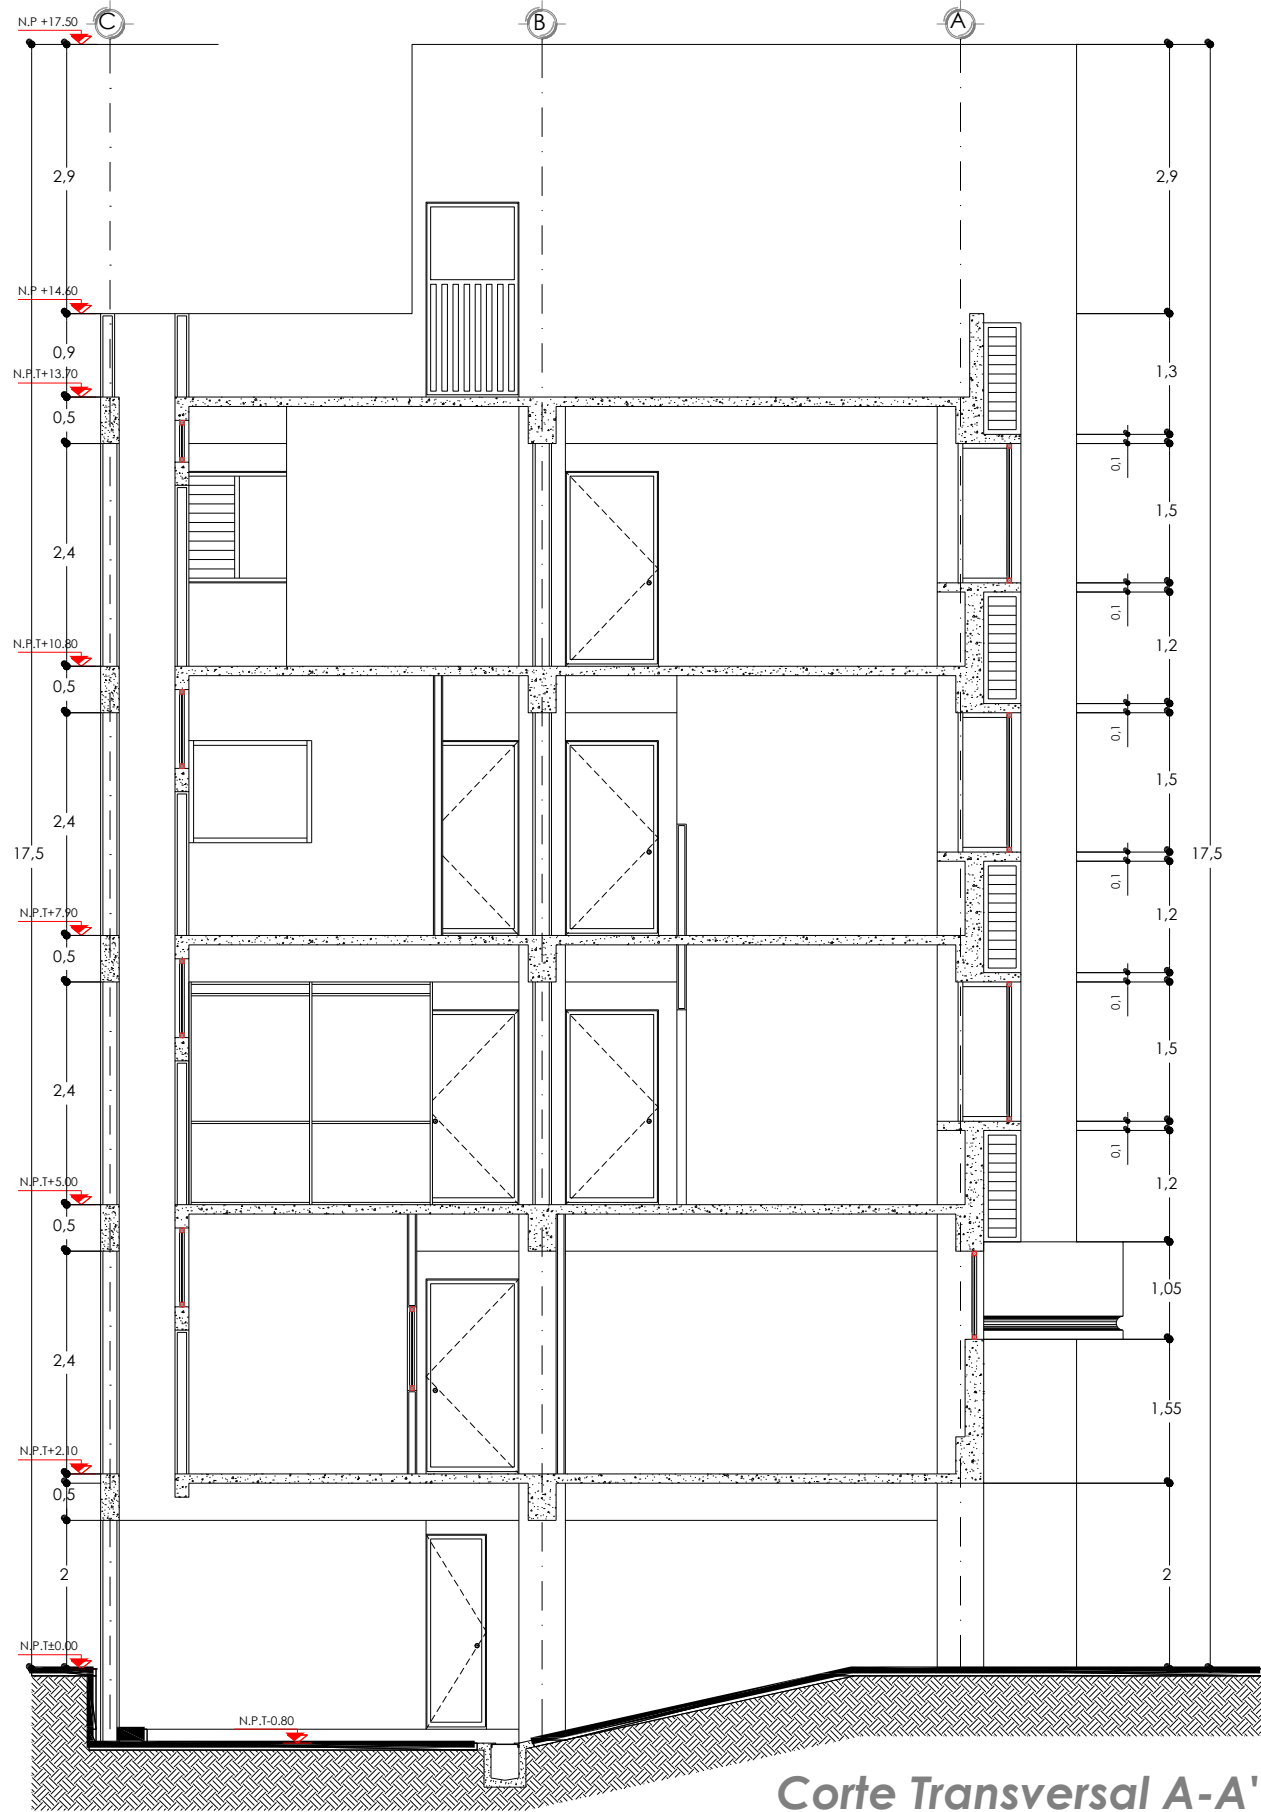 N.P +17.50
C
B
A
2,9
2,9
N.P +14.60
0,9
1,3
N.P.T+13.70
0,5
0,1
1,5
2,4
0,1
N.P.T+10.80
1,2
0,5
0,1
1,5
2,4
17,5
17,5
0,1
N.P.T+7.90
1,2
0,5
0,1
1,5
2,4
0,1
N.P.T+5.00
1,2
0,5
1,05
2,4
1,55
N.P.T+2.10
0,5
2
2
N.P.T±0.00
N.P.T-0.80
Corte Transversal A-A'